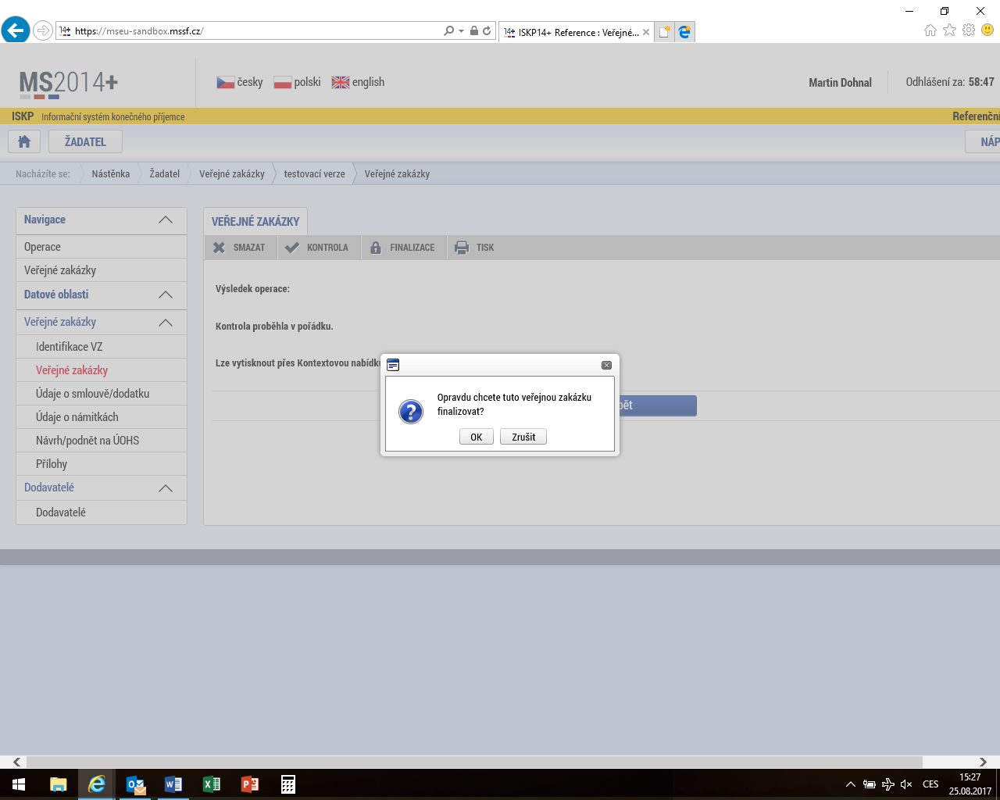 https://mseu-sandbox.mssf.cz/
14+ ISKP14+ Reference : Veřejné...
MS2014+
česky polski english
Martin Dohnal
Odhlášení za: 58:47
ISKP Informační systém konečného příjemce
Referenční
ŽADATEL
NÁP
Nacházíte se: Nástěnka Žadatel Veřejné zakázky testovací verze Veřejné zakázky
Navigace
Operace
Veřejné zakázky
Datové oblasti
Veřejné zakázky
Identifikace VZ
Veřejné zakázky
Údaje o smlouvě/dodatku
Údaje o námitkách
Návrh/podnět na ÚOHS
Přílohy
Dodavatelé
Dodavatelé
VEŘEJNÉ ZAKÁZKY
SMAZAT KONTROLA FINALIZACE TISK
Výsledek operace:
Kontrola proběhla v pořádku.
Lze vytisknout přes Kontextovou nabídku
Opravdu chcete tuto veřejnou zakázku
finalizovat?
OK Zrušit
pět
CES
15:27
25.08.2017